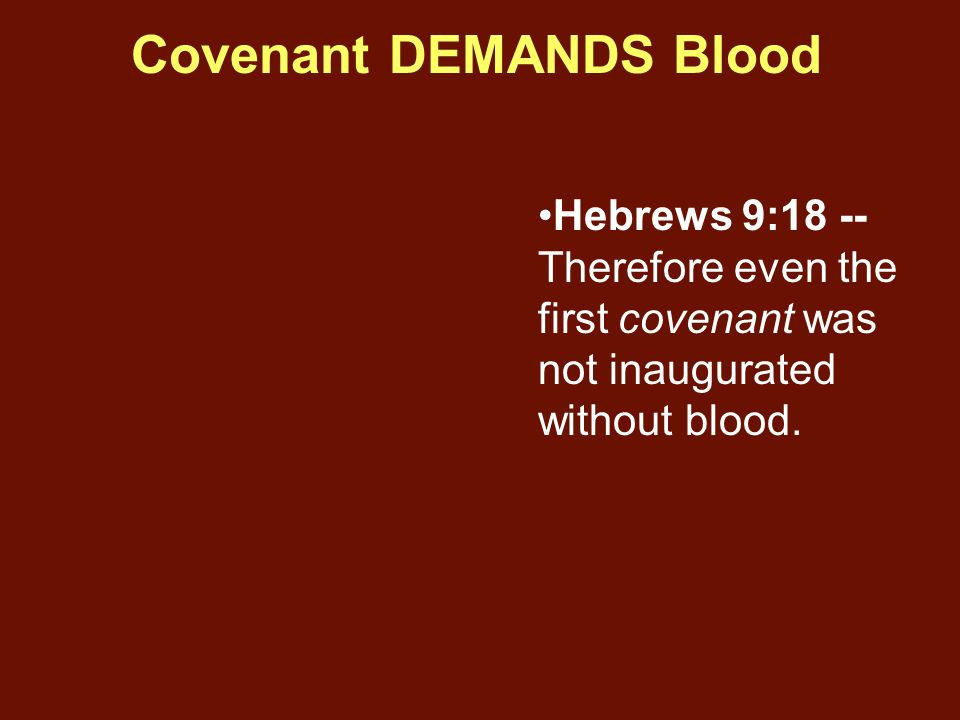 Covenant DEMANDS Blood
•Hebrews 9:18 --
Therefore even the
first covenant was
not inaugurated
without blood.